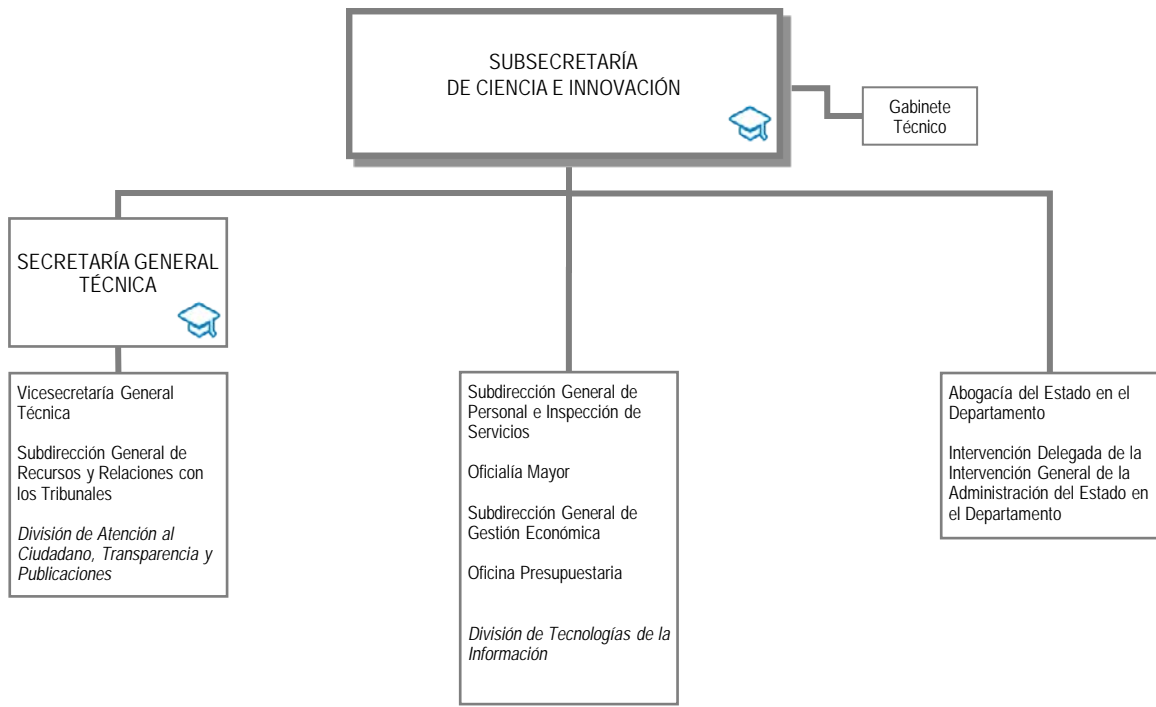 SUBSECRETARÍA
DE CIENCIA E INNOVACIÓN
Gabinete
Técnico
SECRETARÍA GENERAL
TÉCNICA
Vicesecretaría General
Técnica
Subdirección General de
Recursos y Relaciones con
los Tribunales
División de Atención al
Ciudadano, Transparencia y
Publicaciones
Subdirección General de
Personal e Inspección de
Servicios
Oficialía Mayor
Subdirección General de
Gestión Económica
Oficina Presupuestaria
División de Tecnologías de la
Información
Abogacía del Estado en el
Departamento
Intervención Delegada de la
Intervención General de la
Administración del Estado en
el Departamento